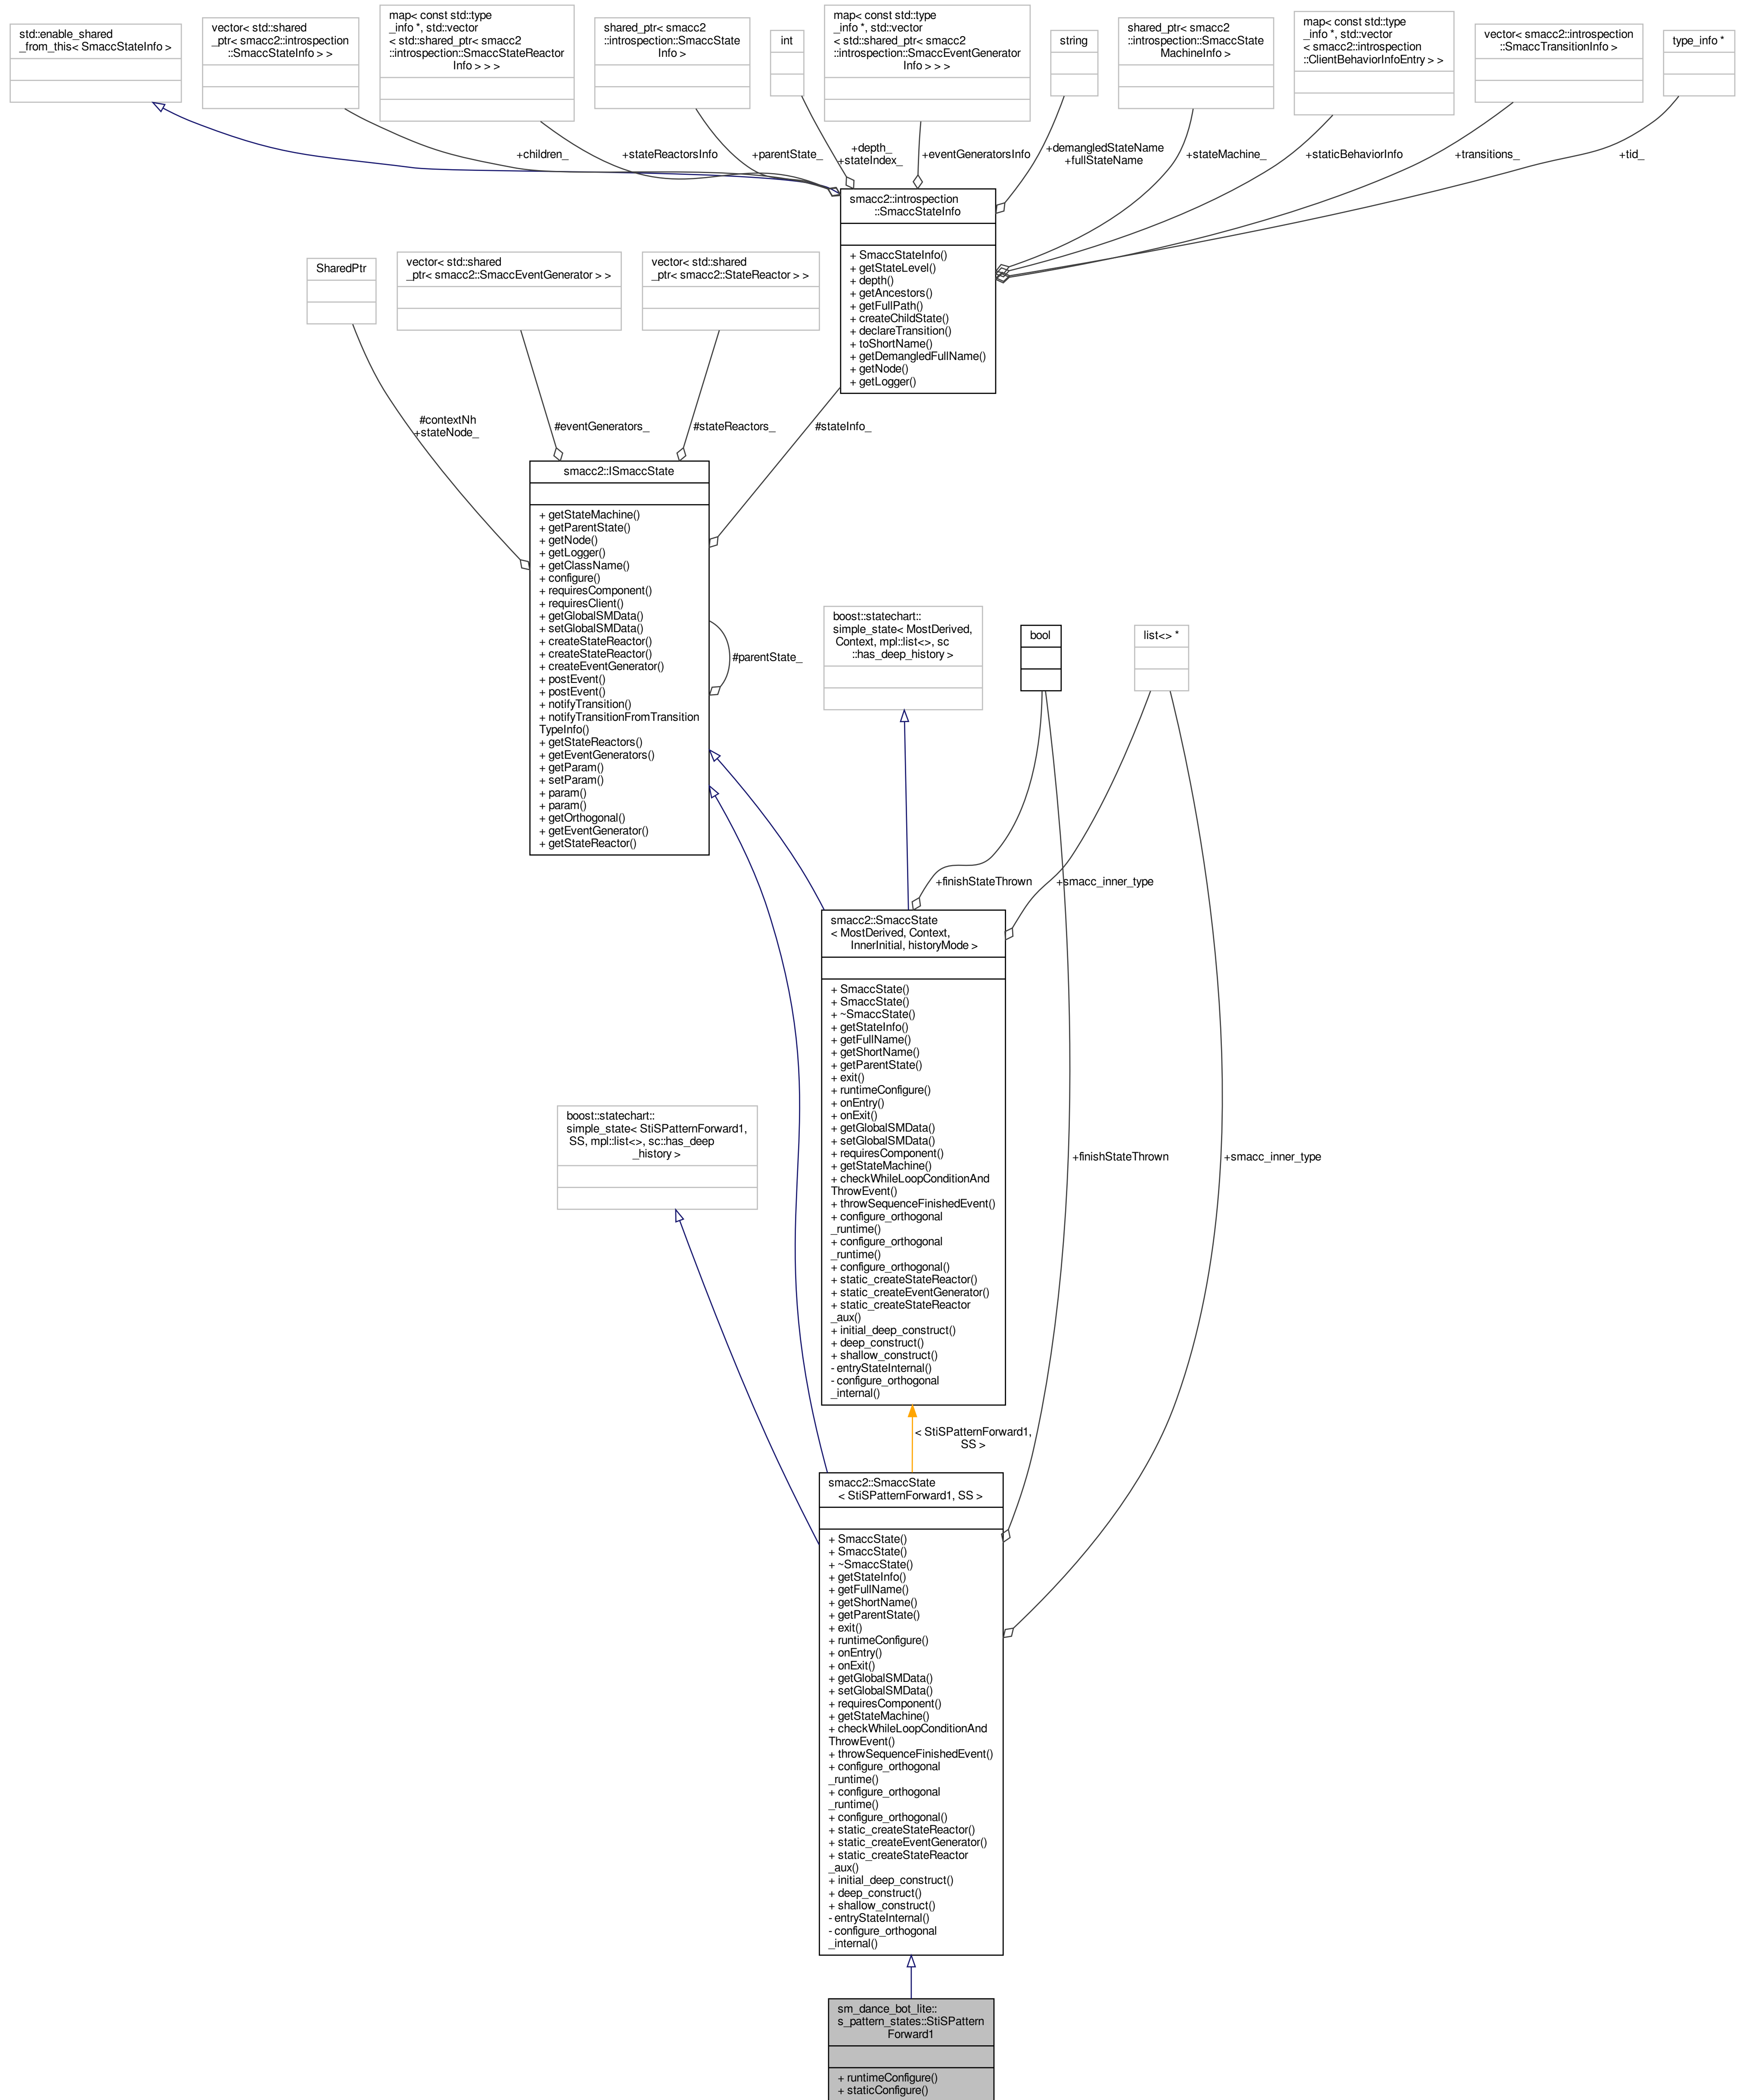 std::enable_shared
_from_this< SmaccStateInfo >
vector< std::shared
_ptr< smacc2::introspection
::SmaccStateInfo > >
map< const std::type
_info *, std::vector
< std::shared_ptr< smacc2
::introspection::SmaccStateReactor
Info > > >
shared_ptr< smacc2
::introspection::SmaccState
Info >
int
map< const std::type
_info *, std::vector
< std::shared_ptr< smacc2
::introspection::SmaccEventGenerator
Info > > >
string
shared_ptr< smacc2
::introspection::SmaccState
MachineInfo >
map< const std::type
_info *, std::vector
< smacc2::introspection
::ClientBehaviorInfoEntry > >
vector< smacc2::introspection
::SmaccTransitionInfo >
type_info *
+children_
+stateReactorsInfo
+parentState_
+depth_
+stateIndex_
+eventGeneratorsInfo
+demangledStateName
+fullStateName
+stateMachine_
+staticBehaviorInfo
+transitions_
+tid_
smacc2::introspection
::SmaccStateInfo
+ SmaccStateInfo()
+ getStateLevel()
+ depth()
+ getAncestors()
+ getFullPath()
+ createChildState()
+ declareTransition()
+ toShortName()
+ getDemangledFullName()
+ getNode()
+ getLogger()
SharedPtr
vector< std::shared
_ptr< smacc2::SmaccEventGenerator > >
vector< std::shared
_ptr< smacc2::StateReactor > >
#contextNh
+stateNode_
#eventGenerators_
#stateReactors_
#stateInfo_
smacc2::ISmaccState
+ getStateMachine()
+ getParentState()
+ getNode()
+ getLogger()
+ getClassName()
+ configure()
+ requiresComponent()
+ requiresClient()
+ getGlobalSMData()
+ setGlobalSMData()
+ createStateReactor()
+ createStateReactor()
+ createEventGenerator()
+ postEvent()
+ postEvent()
+ notifyTransition()
+ notifyTransitionFromTransition
TypeInfo()
+ getStateReactors()
+ getEventGenerators()
+ getParam()
+ setParam()
+ param()
+ param()
+ getOrthogonal()
+ getEventGenerator()
+ getStateReactor()
#parentState_
boost::statechart::
simple_state< MostDerived,
Context, mpl::list<>, sc
::has_deep_history >
bool
list<> *
+finishStateThrown
+smacc_inner_type
smacc2::SmaccState
< MostDerived, Context,
InnerInitial, historyMode >
+ SmaccState()
+ SmaccState()
+ ~SmaccState()
+ getStateInfo()
+ getFullName()
+ getShortName()
+ getParentState()
+ exit()
+ runtimeConfigure()
+ onEntry()
+ onExit()
+ getGlobalSMData()
+ setGlobalSMData()
+ requiresComponent()
+ getStateMachine()
+ checkWhileLoopConditionAnd
ThrowEvent()
+ throwSequenceFinishedEvent()
+ configure_orthogonal
_runtime()
+ configure_orthogonal
_runtime()
+ configure_orthogonal()
+ static_createStateReactor()
+ static_createEventGenerator()
+ static_createStateReactor
_aux()
+ initial_deep_construct()
+ deep_construct()
+ shallow_construct()
- entryStateInternal()
- configure_orthogonal
_internal()
boost::statechart::
simple_state< StiSPatternForward1,
SS, mpl::list<>, sc::has_deep
_history >
+finishStateThrown
+smacc_inner_type
< StiSPatternForward1,
SS >
smacc2::SmaccState
< StiSPatternForward1, SS >
+ SmaccState()
+ SmaccState()
+ ~SmaccState()
+ getStateInfo()
+ getFullName()
+ getShortName()
+ getParentState()
+ exit()
+ runtimeConfigure()
+ onEntry()
+ onExit()
+ getGlobalSMData()
+ setGlobalSMData()
+ requiresComponent()
+ getStateMachine()
+ checkWhileLoopConditionAnd
ThrowEvent()
+ throwSequenceFinishedEvent()
+ configure_orthogonal
_runtime()
+ configure_orthogonal
_runtime()
+ configure_orthogonal()
+ static_createStateReactor()
+ static_createEventGenerator()
+ static_createStateReactor
_aux()
+ initial_deep_construct()
+ deep_construct()
+ shallow_construct()
- entryStateInternal()
- configure_orthogonal
_internal()
sm_dance_bot_lite::
s_pattern_states::StiSPattern
Forward1
+ runtimeConfigure()
+ staticConfigure()